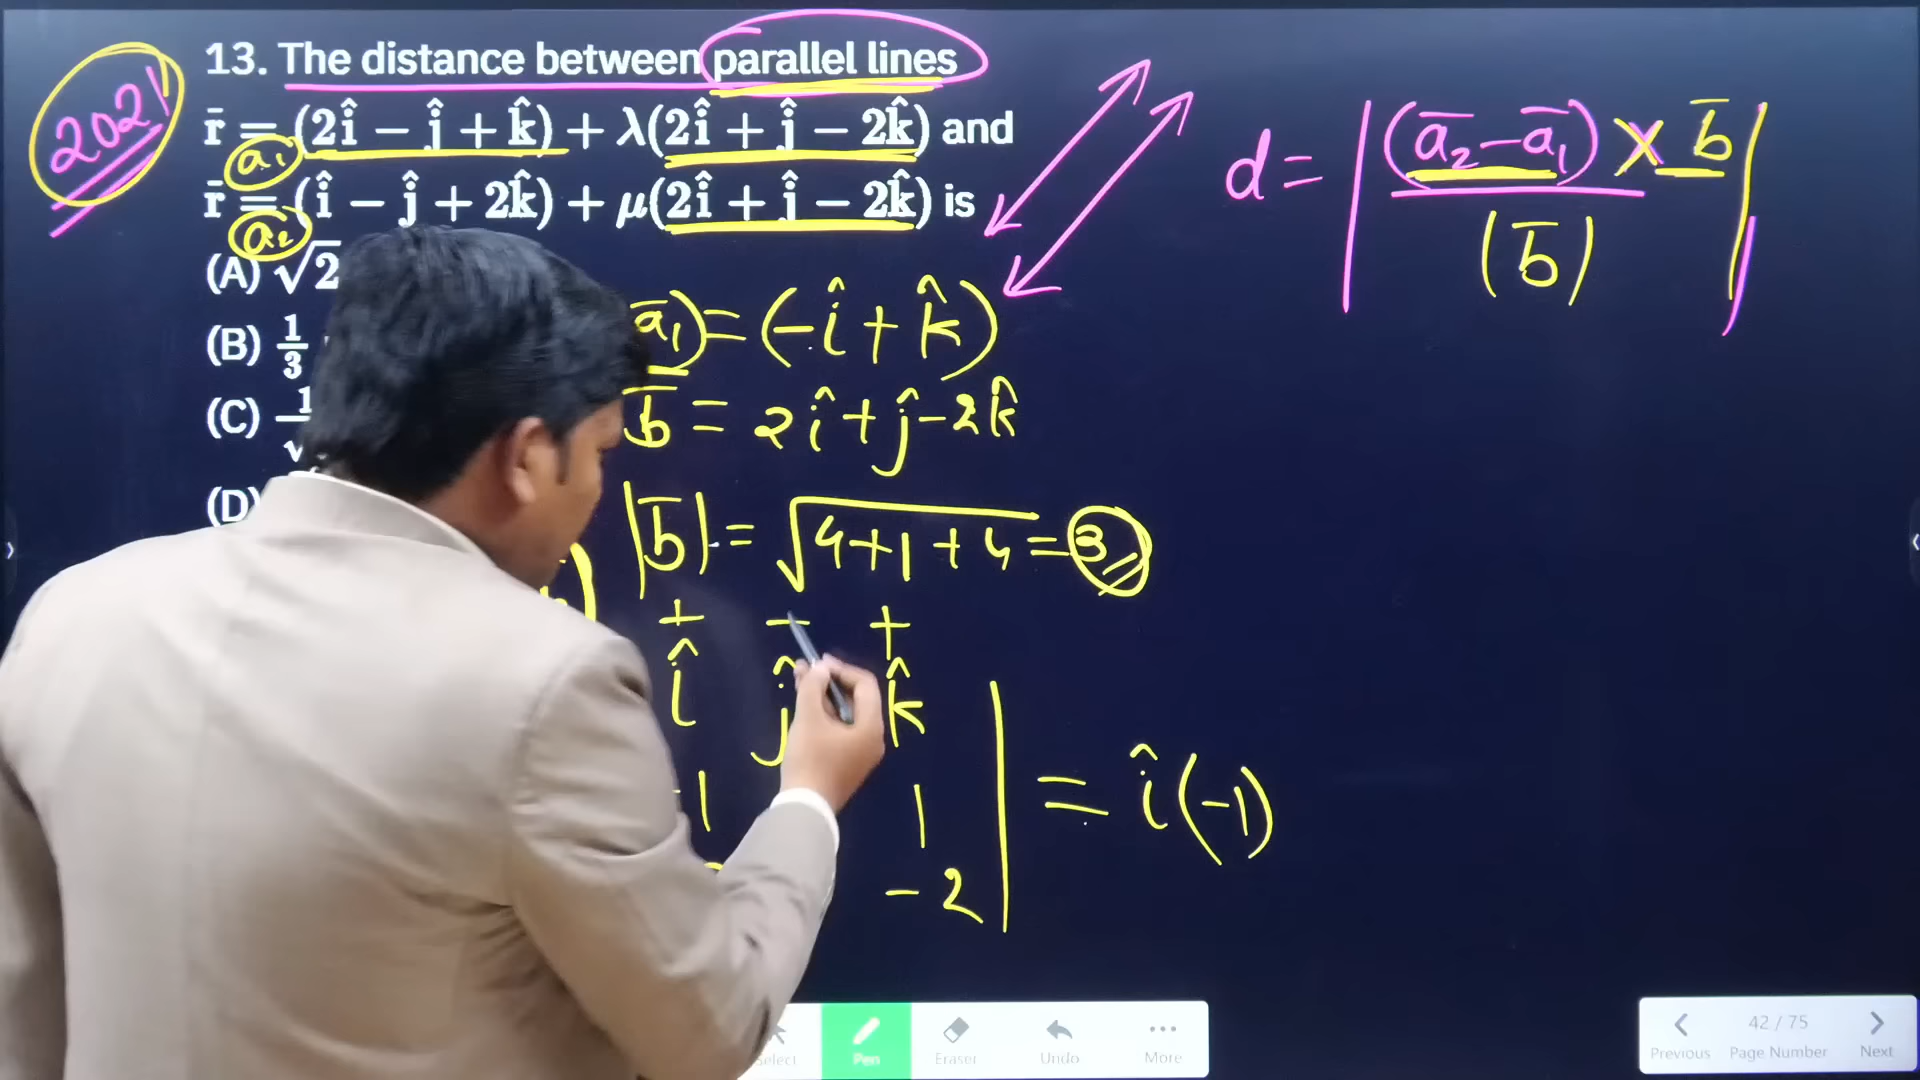 2021
13. The distance between parallel lines
r̄ = (2î − ĵ + k̂) + λ(2î + ĵ − 2k̂) and
a₁
r̄ = (î − ĵ + 2k̂) + μ(2î + ĵ − 2k̂) is
a₂
(A) √2
(B) 1/3
(C) 1/√
(D)
d = | (ā₂ − ā₁) × b̄ / (b̄) |
ā₁) = (−î + k̂)
b̄ = 2î + ĵ − 2k̂
|b̄| = √4+1+4 = 3
+ − +
î ĵ k̂
-1 1
-2
= î(-1)
Select Pen Eraser Undo More
42 / 75
Previous Page Number Next